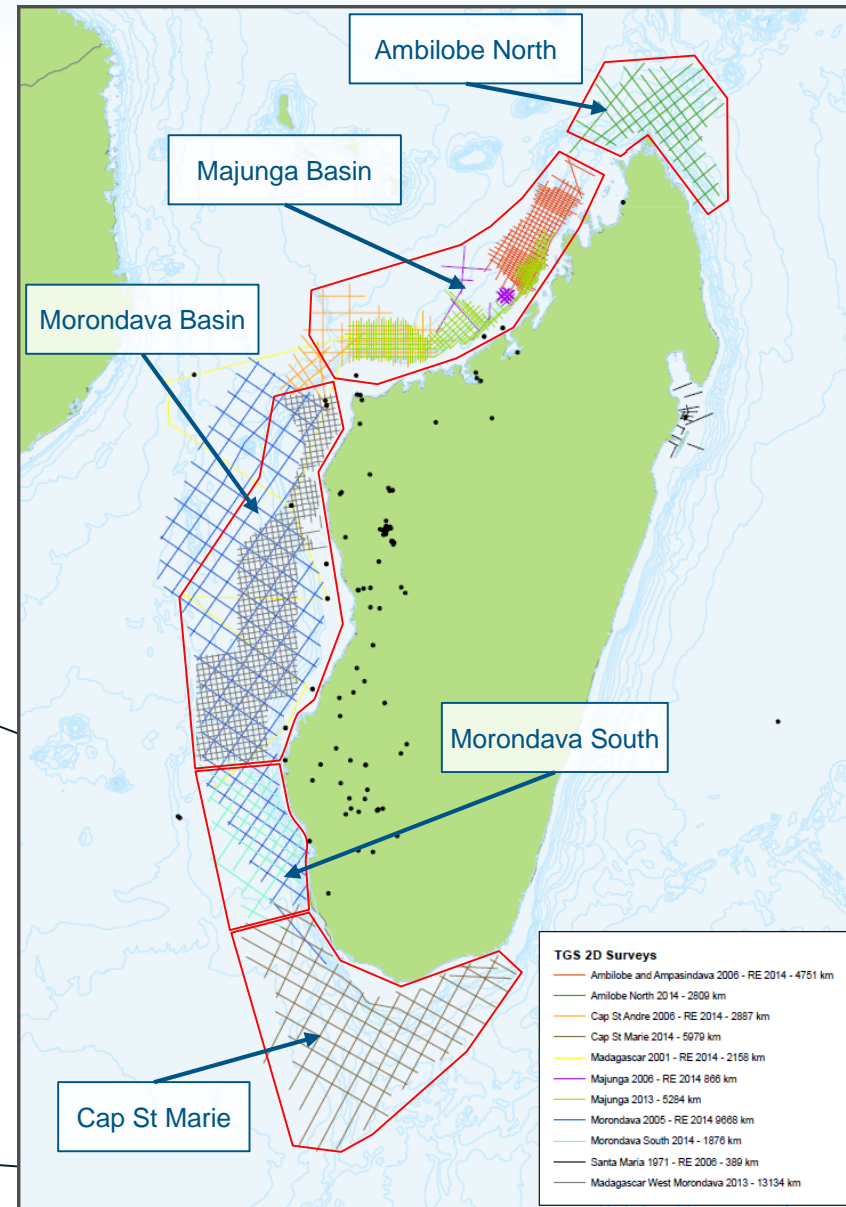 Ambilobe North
Majunga Basin
Morondava Basin
Morondava South
Cap St Marie
TGS 2D Surveys
Ambilobe and Ampasindava 2006 - RE 2014 - 4751 km
Amilobe North 2014 - 2809 km
Cap St Andre 2006 - RE 2014 - 2887 km
Cap St Marie 2014 - 5979 km
Madagascar 2001 - RE 2014 - 2158 km
Majunga 2006 - RE 2014 866 km
Majunga 2013 - 5284 km
Morondava 2005 - RE 2014 9668 km
Morondava South 2014 - 1876 km
Santa Maria 1971 - RE 2006 - 389 km
Madagascar West Morondava 2013 - 13134 km